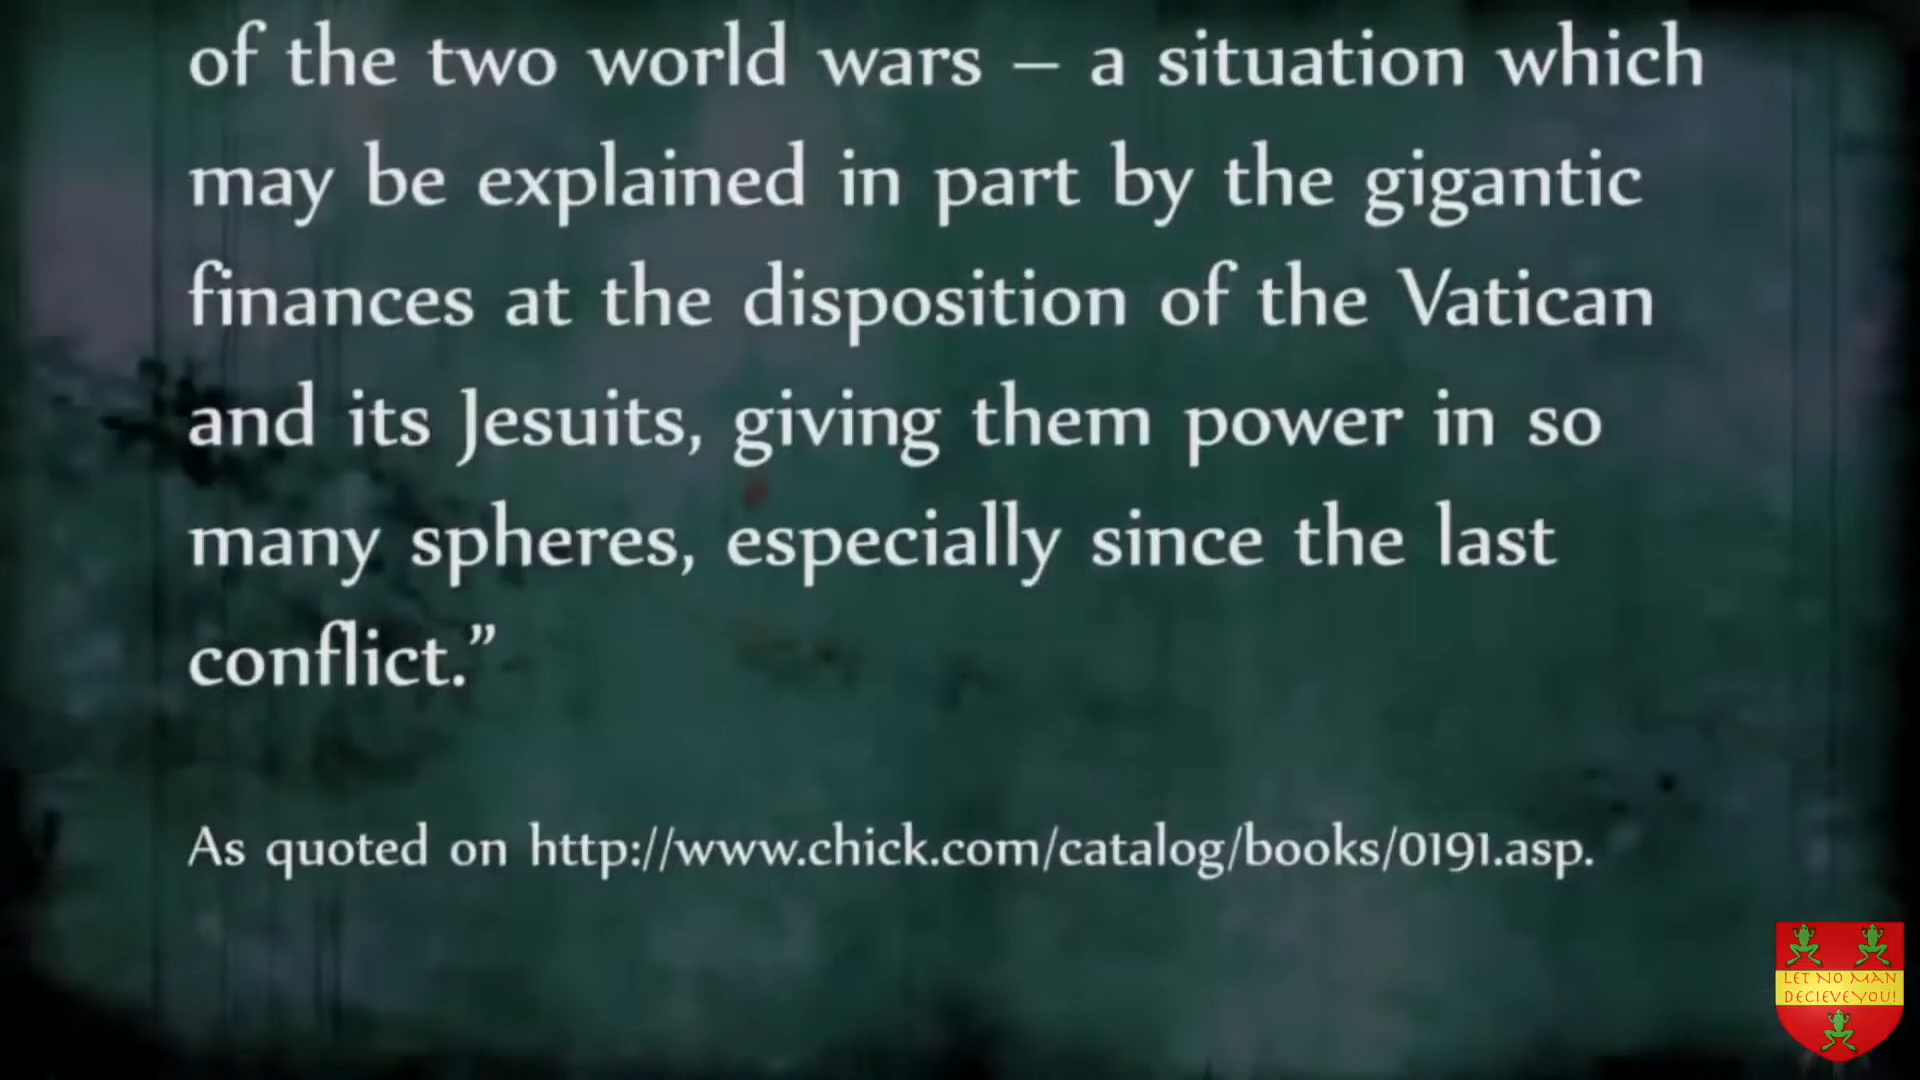 of the two world wars – a situation which
may be explained in part by the gigantic
finances at the disposition of the Vatican
and its Jesuits, giving them power in so
many spheres, especially since the last
conflict.”
As quoted on http://www.chick.com/catalog/books/0191.asp.
LET NO MAN
DECIEVE YOU!